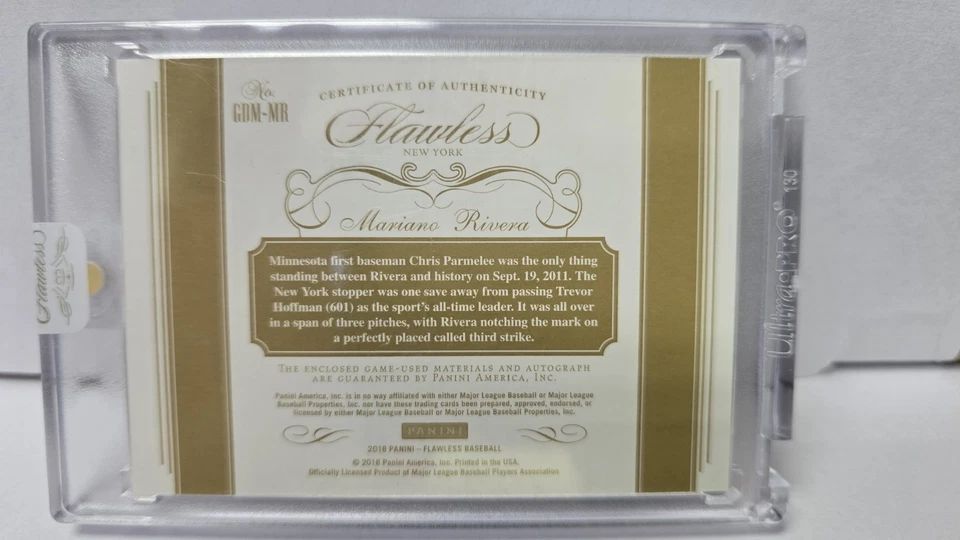 No.
GDM-MR
CERTIFICATE OF AUTHENTICITY
Flawless
NEW YORK
Mariano Rivera
Minnesota first baseman Chris Parmelee was the only thing
standing between Rivera and history on Sept. 19, 2011. The
New York stopper was one save away from passing Trevor
Hoffman (601) as the sport's all-time leader. It was all over
in a span of three pitches, with Rivera notching the mark on
a perfectly placed called third strike.
THE ENCLOSED GAME-USED MATERIALS AND AUTOGRAPH
ARE GUARANTEED BY PANINI AMERICA, INC.
Panini America, Inc. is in no way affiliated with either Major League Baseball or Major League
Baseball Properties, Inc. nor have these trading cards been prepared, approved, endorsed, or
licensed by either Major League Baseball or Major League Baseball Properties, Inc.
PANINI
2016 PANINI – FLAWLESS BASEBALL
© 2016 Panini America, Inc. Printed in the USA.
Officially Licensed Product of Major League Baseball Players Association
Flawless
Ultra PRO® 130